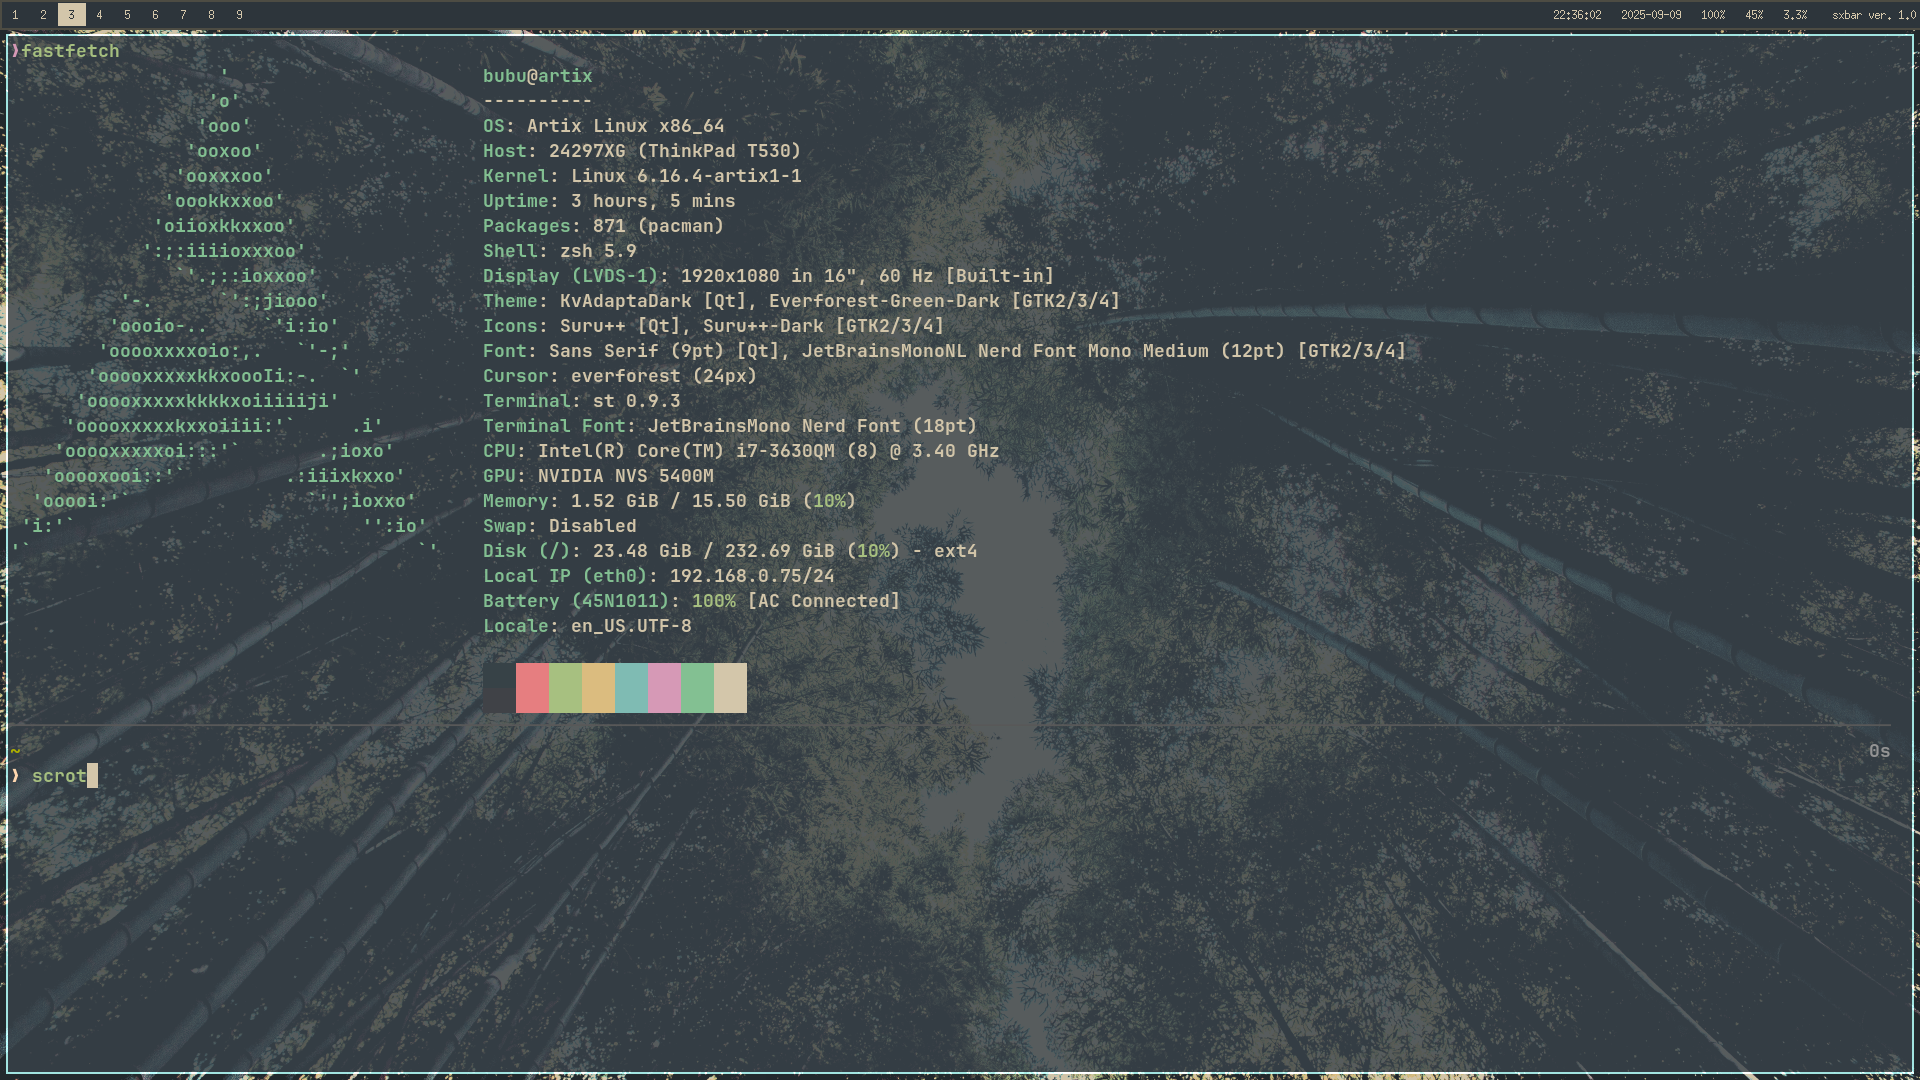 1 2 3 4 5 6 7 8 9 22:36:02 2025-09-09 100% 45% 3.3% sxbar ver. 1.0
❫fastfetch
'
'o'
'ooo'
'ooxoo'
'ooxxxoo'
'oookkxxoo'
'oiioxkkxxoo'
':;:iiiioxxxoo'
`'.;::ioxxoo'
'-.      `':;jiooo'
'oooio-..     `'i:io'
'ooooxxxxoio:,.   `'-;'
'ooooxxxxxkkxoooIi:-.  `'
'ooooxxxxxkkkkxoiiiiiji'
'ooooxxxxxkxxoiiii:'`     .i'
'ooooxxxxxoi:::'`       .;ioxo'
'ooooxooi::'`         .:iiixkxxo'
'ooooi:'`                `'';ioxxo'
'i:'`                          '':io'
'`                                   `'
bubu@artix
----------
OS: Artix Linux x86_64
Host: 24297XG (ThinkPad T530)
Kernel: Linux 6.16.4-artix1-1
Uptime: 3 hours, 5 mins
Packages: 871 (pacman)
Shell: zsh 5.9
Display (LVDS-1): 1920x1080 in 16", 60 Hz [Built-in]
Theme: KvAdaptaDark [Qt], Everforest-Green-Dark [GTK2/3/4]
Icons: Suru++ [Qt], Suru++-Dark [GTK2/3/4]
Font: Sans Serif (9pt) [Qt], JetBrainsMonoNL Nerd Font Mono Medium (12pt) [GTK2/3/4]
Cursor: everforest (24px)
Terminal: st 0.9.3
Terminal Font: JetBrainsMono Nerd Font (18pt)
CPU: Intel(R) Core(TM) i7-3630QM (8) @ 3.40 GHz
GPU: NVIDIA NVS 5400M
Memory: 1.52 GiB / 15.50 GiB (10%)
Swap: Disabled
Disk (/): 23.48 GiB / 232.69 GiB (10%) - ext4
Local IP (eth0): 192.168.0.75/24
Battery (45N1011): 100% [AC Connected]
Locale: en_US.UTF-8
~ 0s
❫ scrot